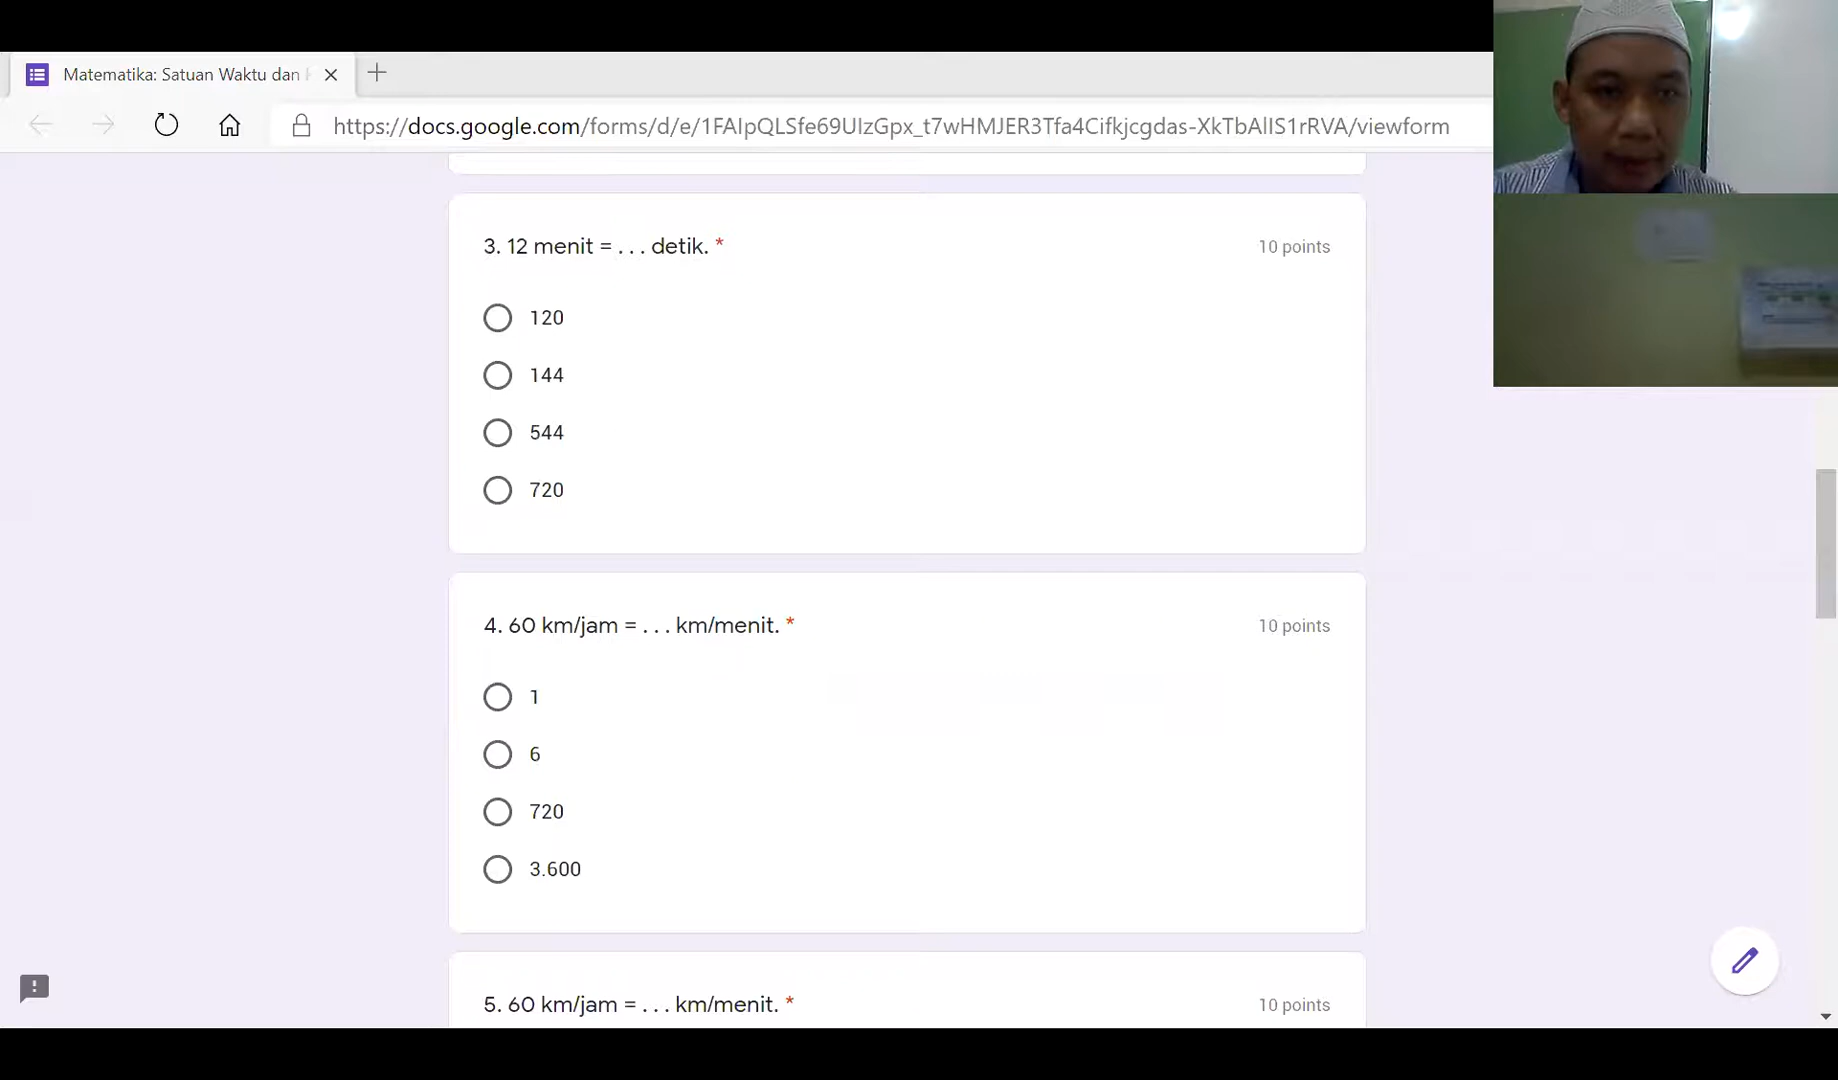 Matematika: Satuan Waktu dan
https://docs.google.com/forms/d/e/1FAIpQLSfe69UIzGpx_t7wHMJER3Tfa4Cifkjcgdas-XkTbAlIS1rRVA/viewform
3. 12 menit = . . . detik. * 10 points
120
144
544
720
4. 60 km/jam = . . . km/menit. * 10 points
1
6
720
3.600
5. 60 km/jam = . . . km/menit. * 10 points